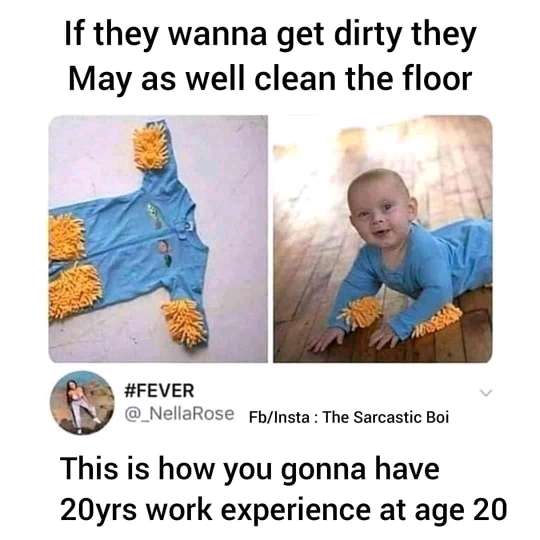 If they wanna get dirty they
May as well clean the floor
#FEVER
@_NellaRose Fb/Insta : The Sarcastic Boi
This is how you gonna have
20yrs work experience at age 20